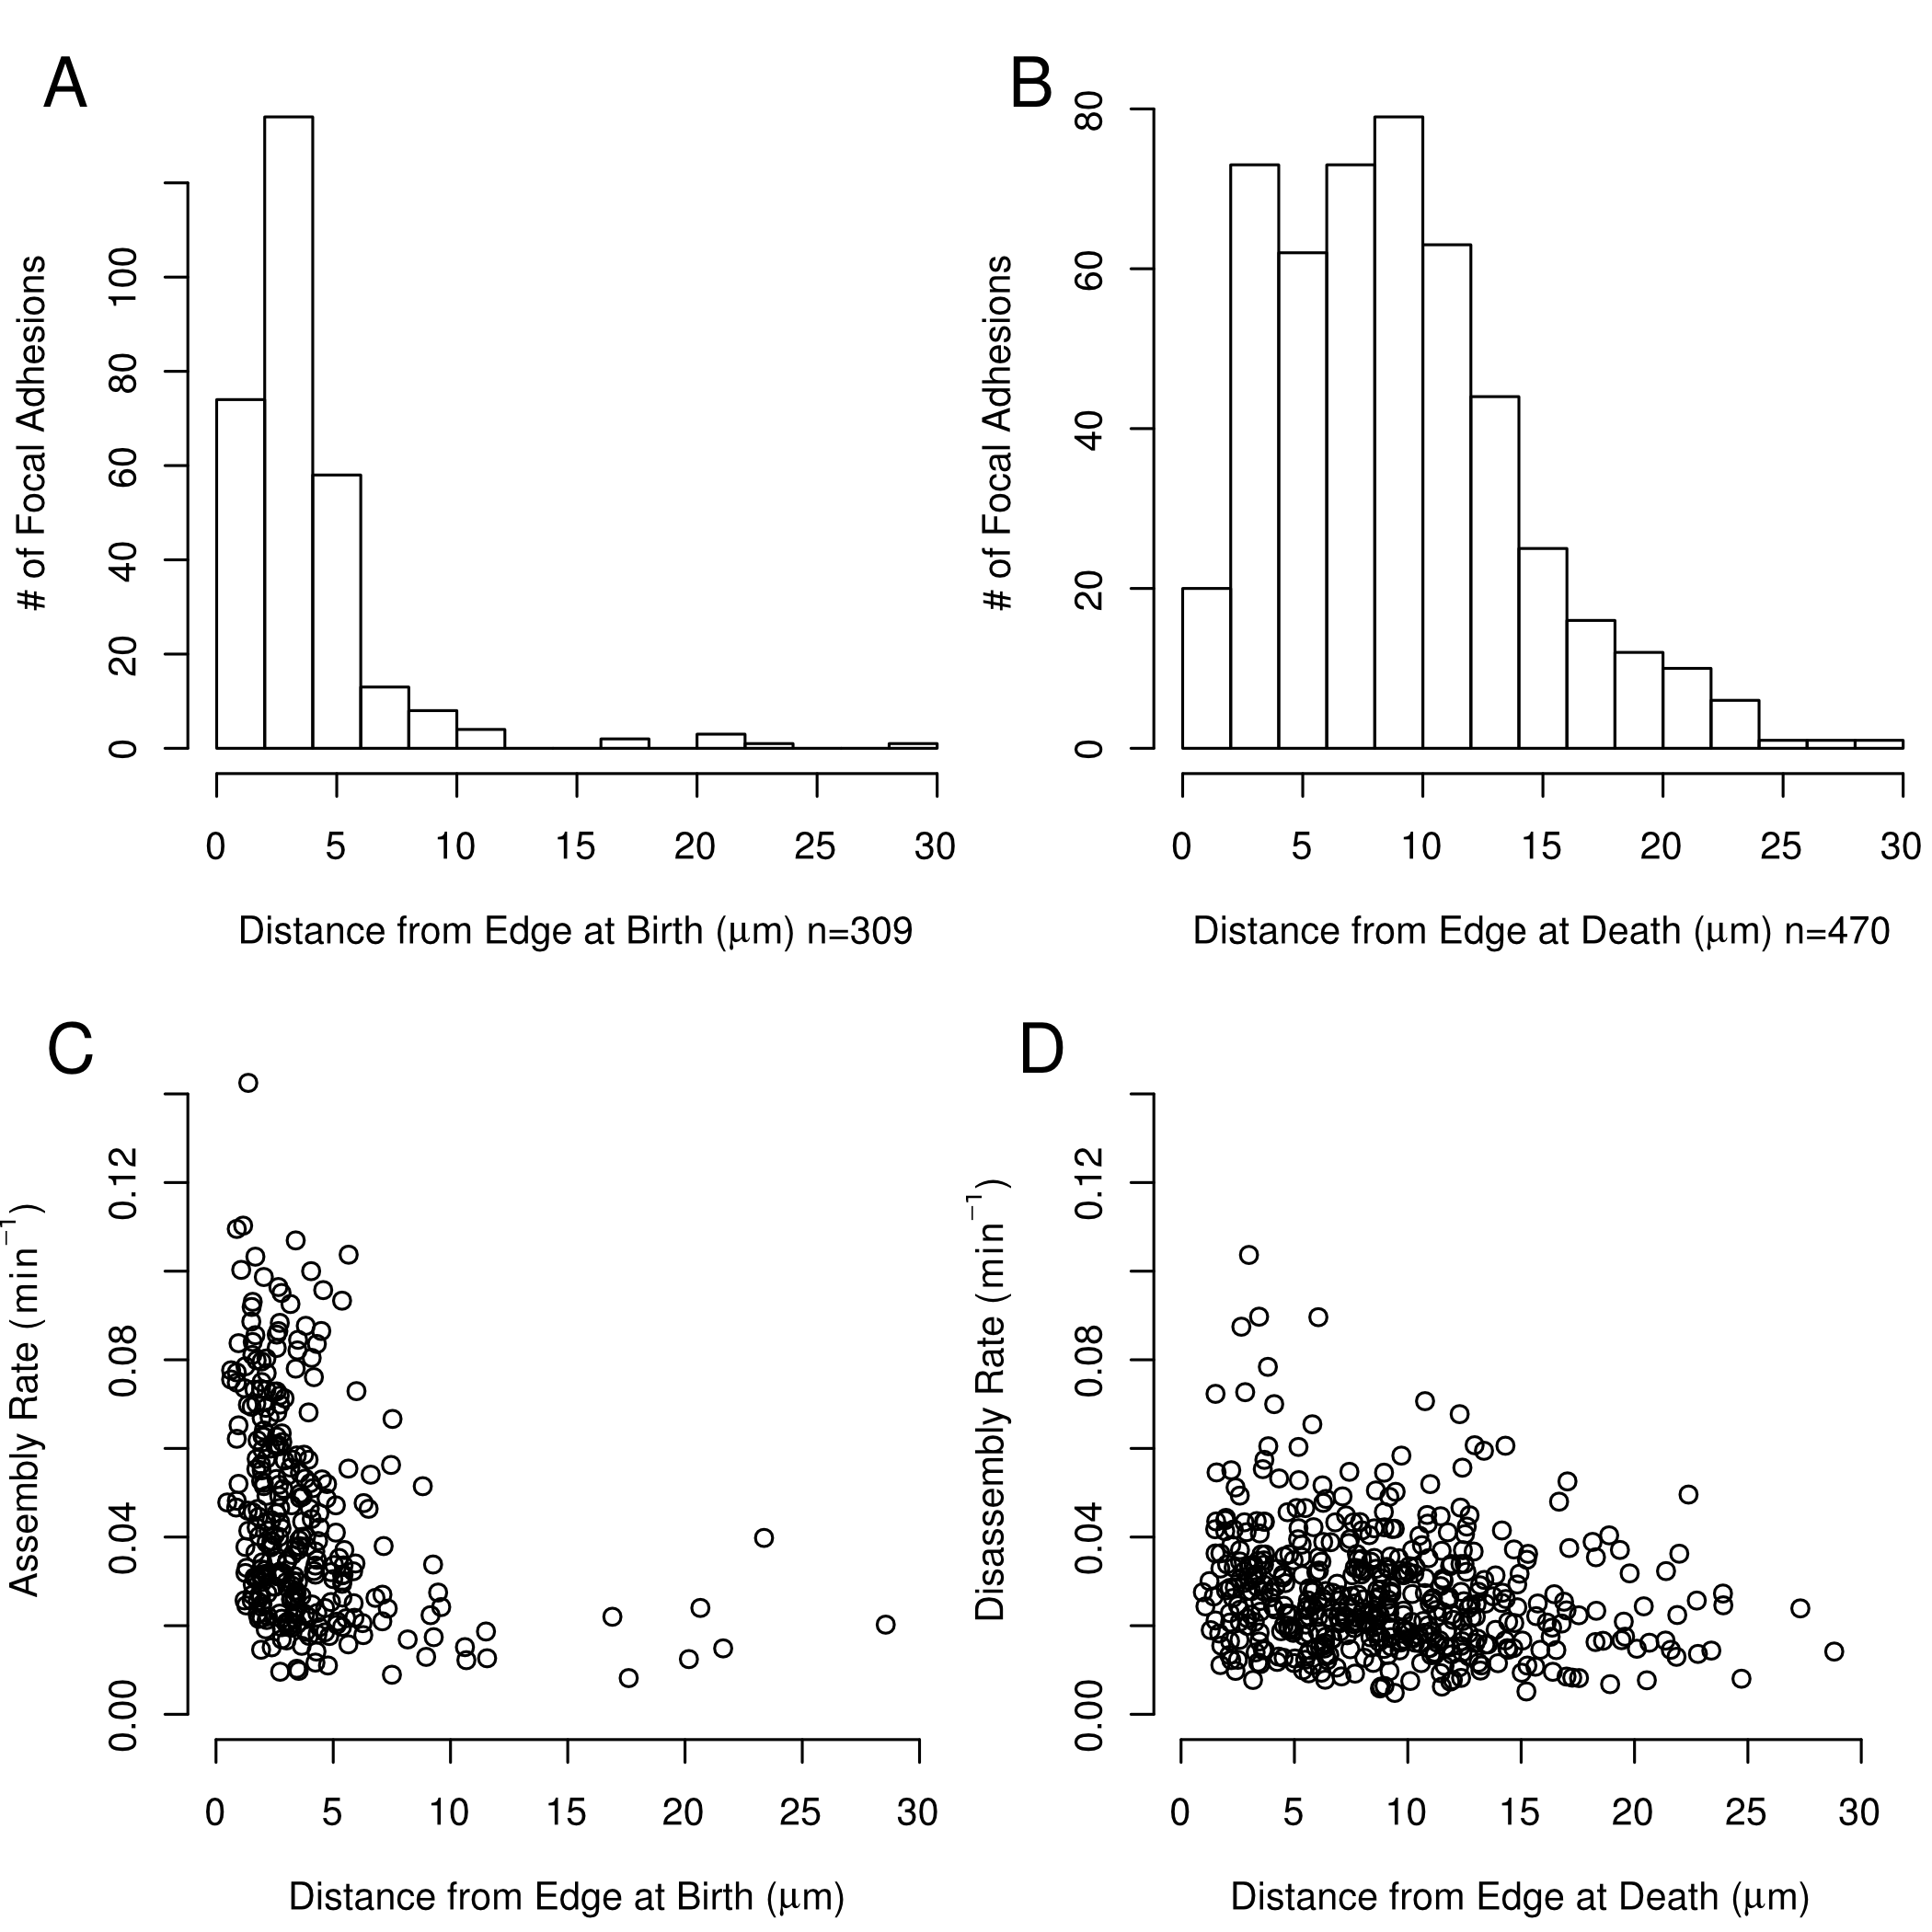 A
# of Focal Adhesions
0 20 40 60 80 100
0 5 10 15 20 25 30
Distance from Edge at Birth (μm) n=309
B
# of Focal Adhesions
0 20 40 60 80
0 5 10 15 20 25 30
Distance from Edge at Death (μm) n=470
C
Assembly Rate (min⁻¹)
0.00 0.04 0.08 0.12
0 5 10 15 20 25 30
Distance from Edge at Birth (μm)
D
Disassembly Rate (min⁻¹)
0.00 0.04 0.08 0.12
0 5 10 15 20 25 30
Distance from Edge at Death (μm)